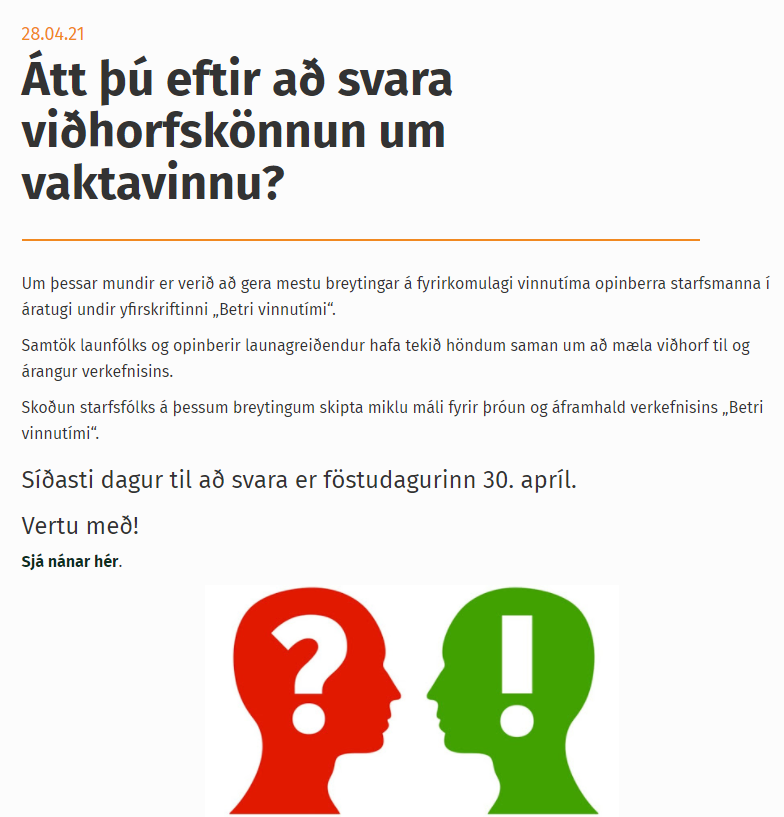 28.04.21
Átt þú eftir að svara
viðhorfskönnun um
vaktavinnu?
Um þessar mundir er verið að gera mestu breytingar á fyrirkomulagi vinnutíma opinberra starfsmanna í
áratugi undir yfirskriftinni „Betri vinnutími“.
Samtök launfólks og opinberir launagreiðendur hafa tekið höndum saman um að mæla viðhorf til og
árangur verkefnisins.
Skoðun starfsfólks á þessum breytingum skipta miklu máli fyrir þróun og áframhald verkefnisins „Betri
vinnutími“.
Síðasti dagur til að svara er föstudagurinn 30. apríl.
Vertu með!
Sjá nánar hér.
? !